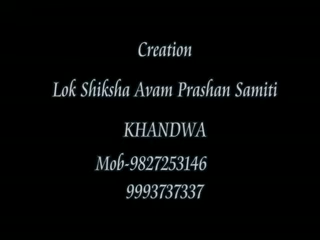 Creation
Lok Shiksha Avam Prashan Samiti
KHANDWA
Mob-9827253146
9993737337